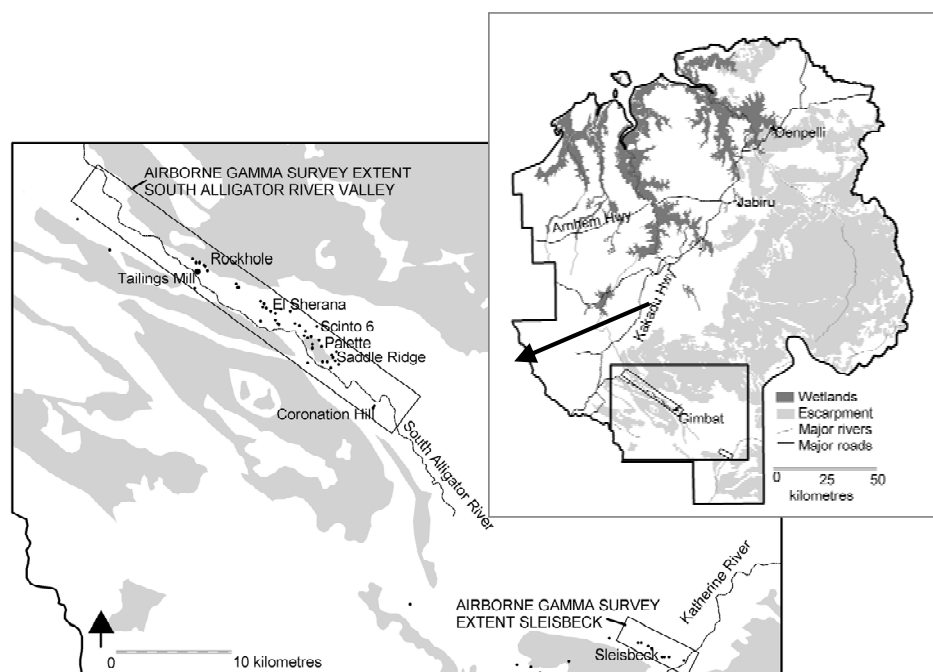 AIRBORNE GAMMA SURVEY EXTENT
SOUTH ALLIGATOR RIVER VALLEY
Rockhole
Tailings Mill
El Sherana
Scinto 6
Palette
Saddle Ridge
Coronation Hill
South Alligator River
AIRBORNE GAMMA SURVEY
EXTENT SLEISBECK
Katherine River
Sleisbeck
0 10 kilometres
Oenpelli
Jabiru
Arnhem Hwy
Kakadu Hwy
Gimbat
Wetlands
Escarpment
Major rivers
Major roads
0 25 50
kilometres